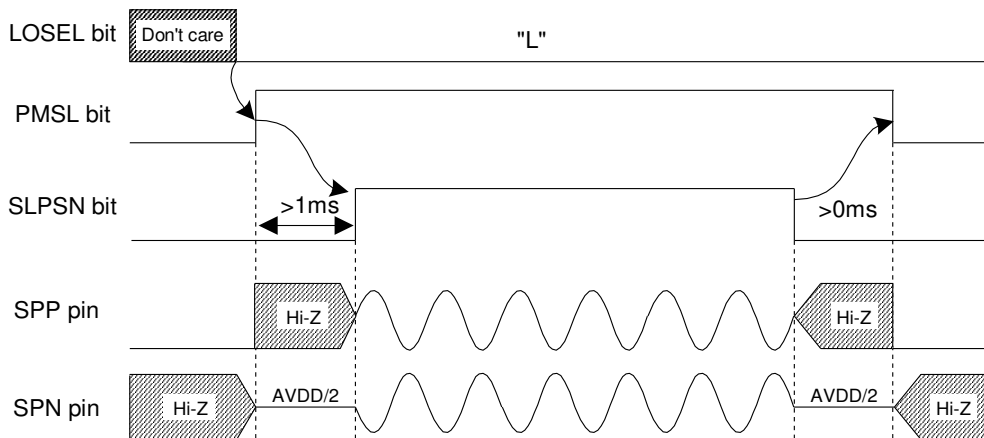 LOSEL bit
Don't care
"L"
PMSL bit
SLPSN bit
>1ms
>0ms
SPP pin
Hi-Z
Hi-Z
SPN pin
Hi-Z
AVDD/2
AVDD/2
Hi-Z